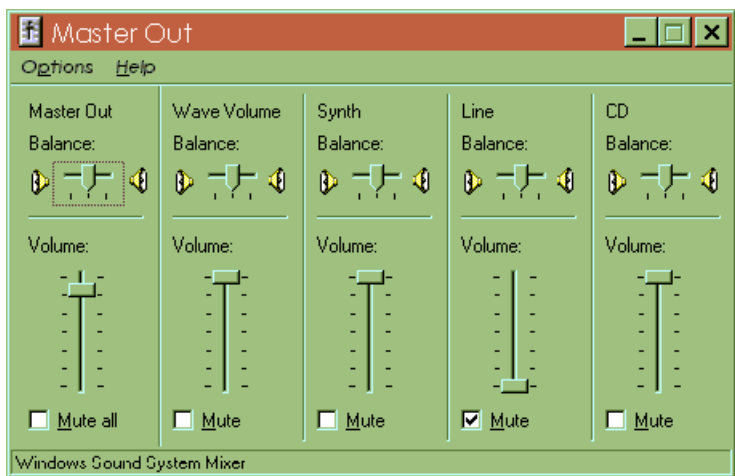 Master Out
Options Help
Master Out Wave Volume Synth Line CD
Balance: Balance: Balance: Balance: Balance:
Volume: Volume: Volume: Volume: Volume:
Mute all Mute Mute Mute Mute
Windows Sound System Mixer